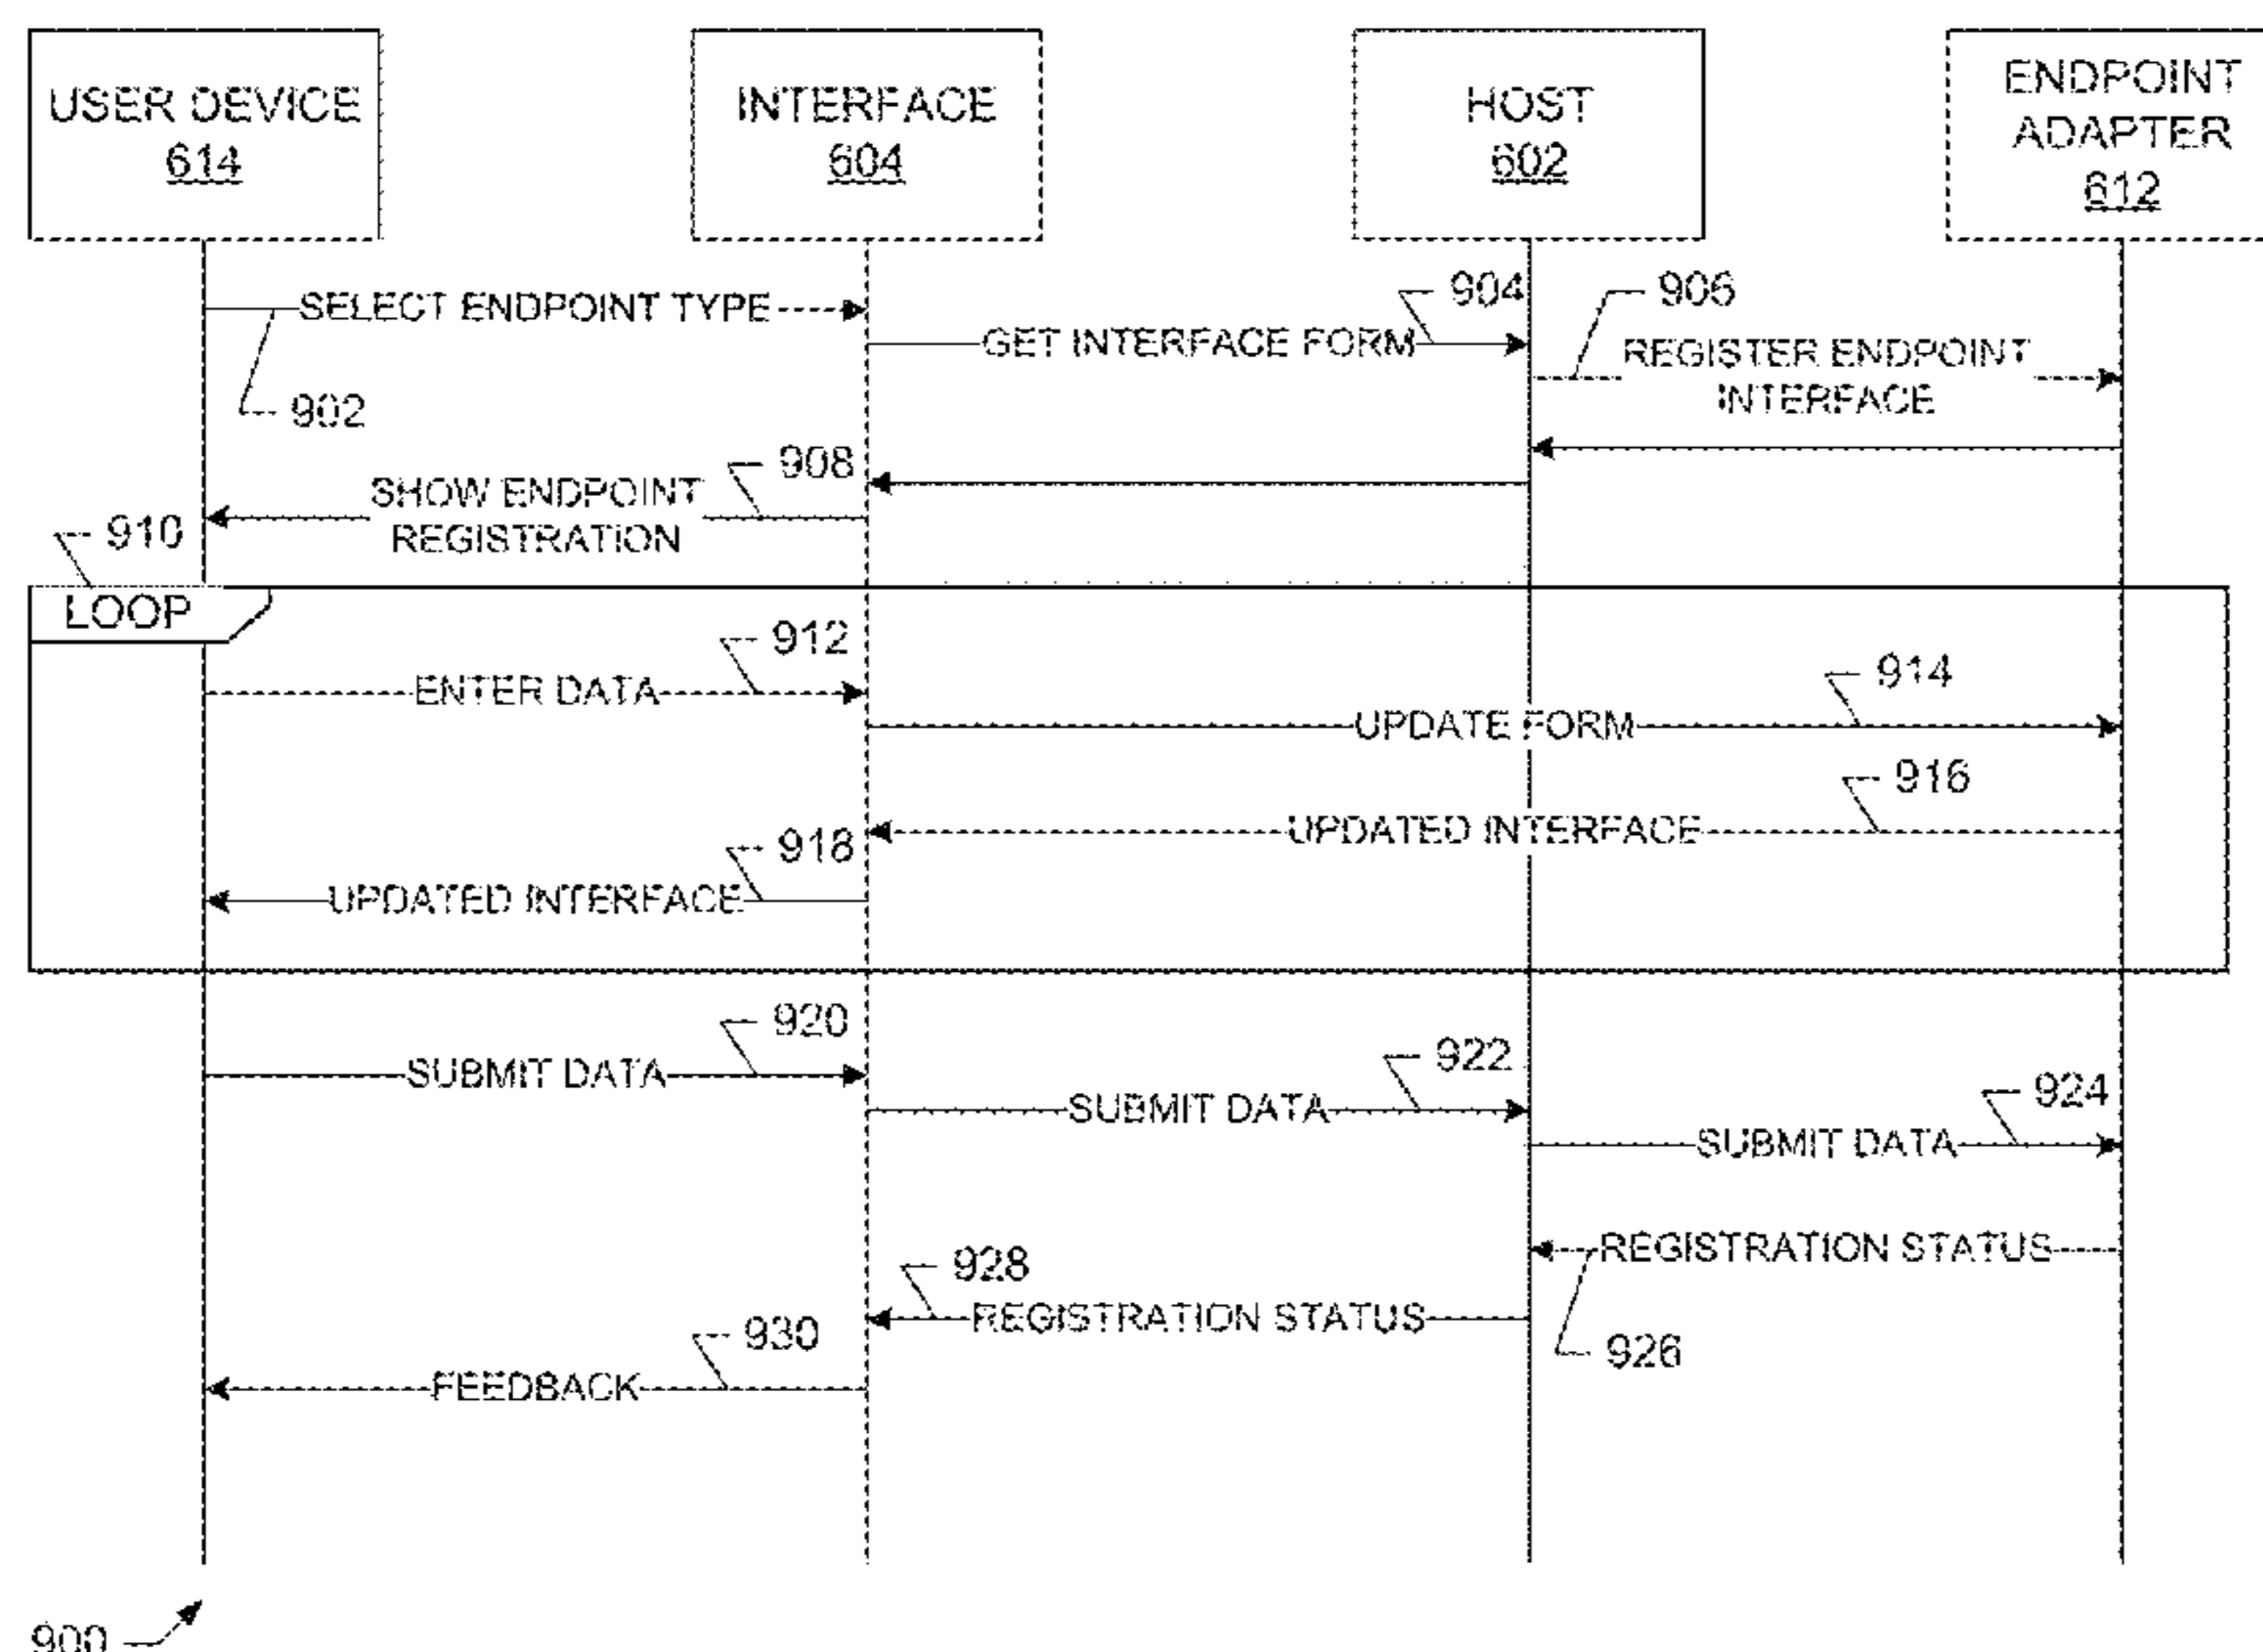 USER DEVICE
614
INTERFACE
604
HOST
602
ENDPOINT
ADAPTER
612
SELECT ENDPOINT TYPE
902
904
GET INTERFACE FORM
906
REGISTER ENDPOINT
INTERFACE
908
SHOW ENDPOINT
REGISTRATION
910
LOOP
912
ENTER DATA
914
UPDATE FORM
916
UPDATED INTERFACE
918
UPDATED INTERFACE
920
SUBMIT DATA
922
SUBMIT DATA
924
SUBMIT DATA
REGISTRATION STATUS
926
928
REGISTRATION STATUS
930
FEEDBACK
900